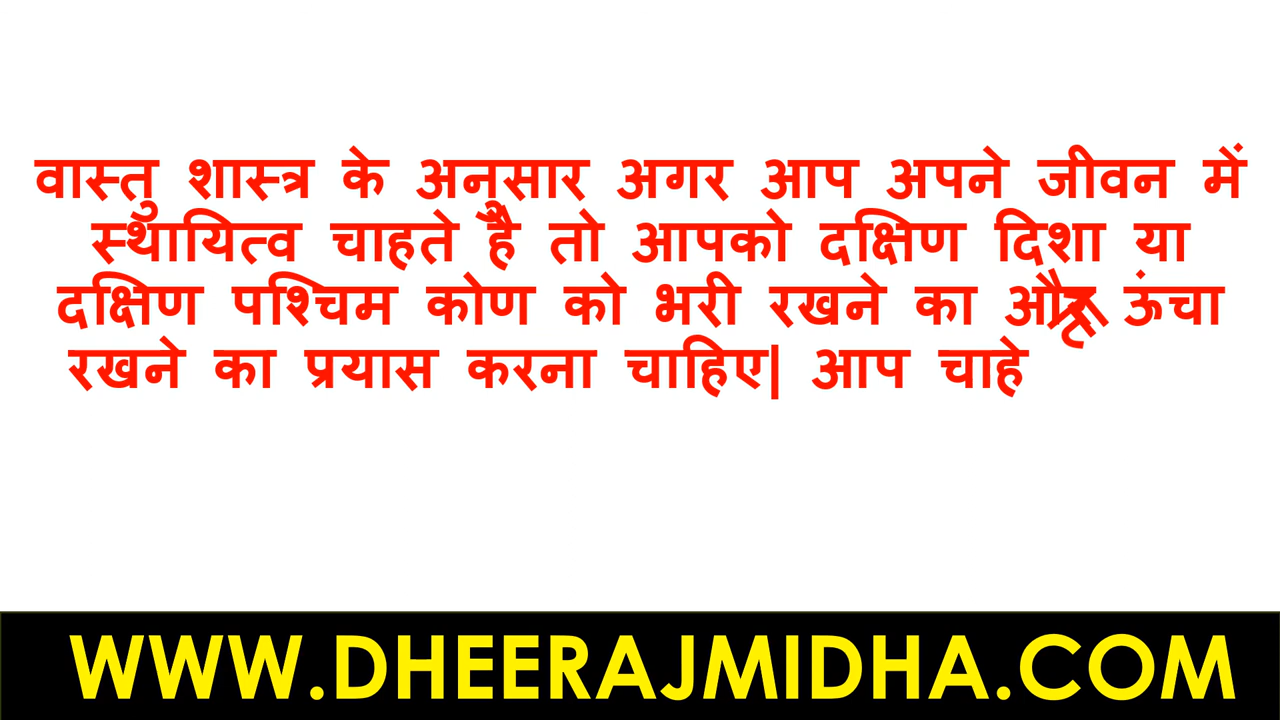 वास्तु शास्त्र के अनुसार अगर आप अपने जीवन में
स्थायित्व चाहते है तो आपको दक्षिण दिशा या
दक्षिण पश्चिम कोण को भरी रखने का और ऊंचा
रखने का प्रयास करना चाहिए| आप चाहे
WWW.DHEERAJMIDHA.COM